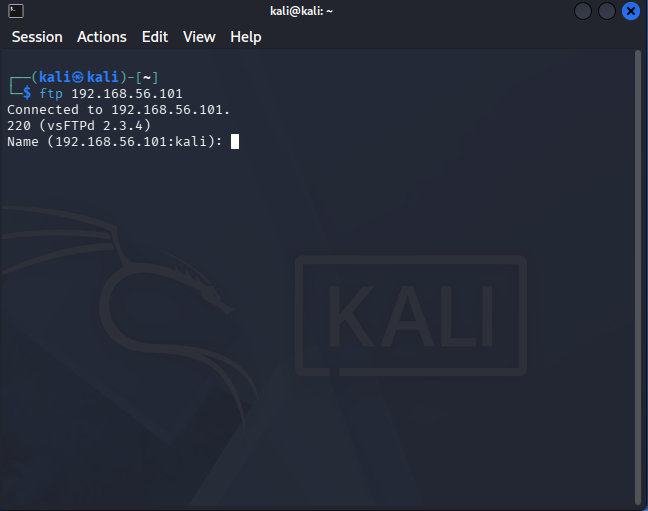 kali@kali: ~
Session Actions Edit View Help
┌──(kali㉿kali)-[~]
└─$ ftp 192.168.56.101
Connected to 192.168.56.101.
220 (vsFTPd 2.3.4)
Name (192.168.56.101:kali):
KALI